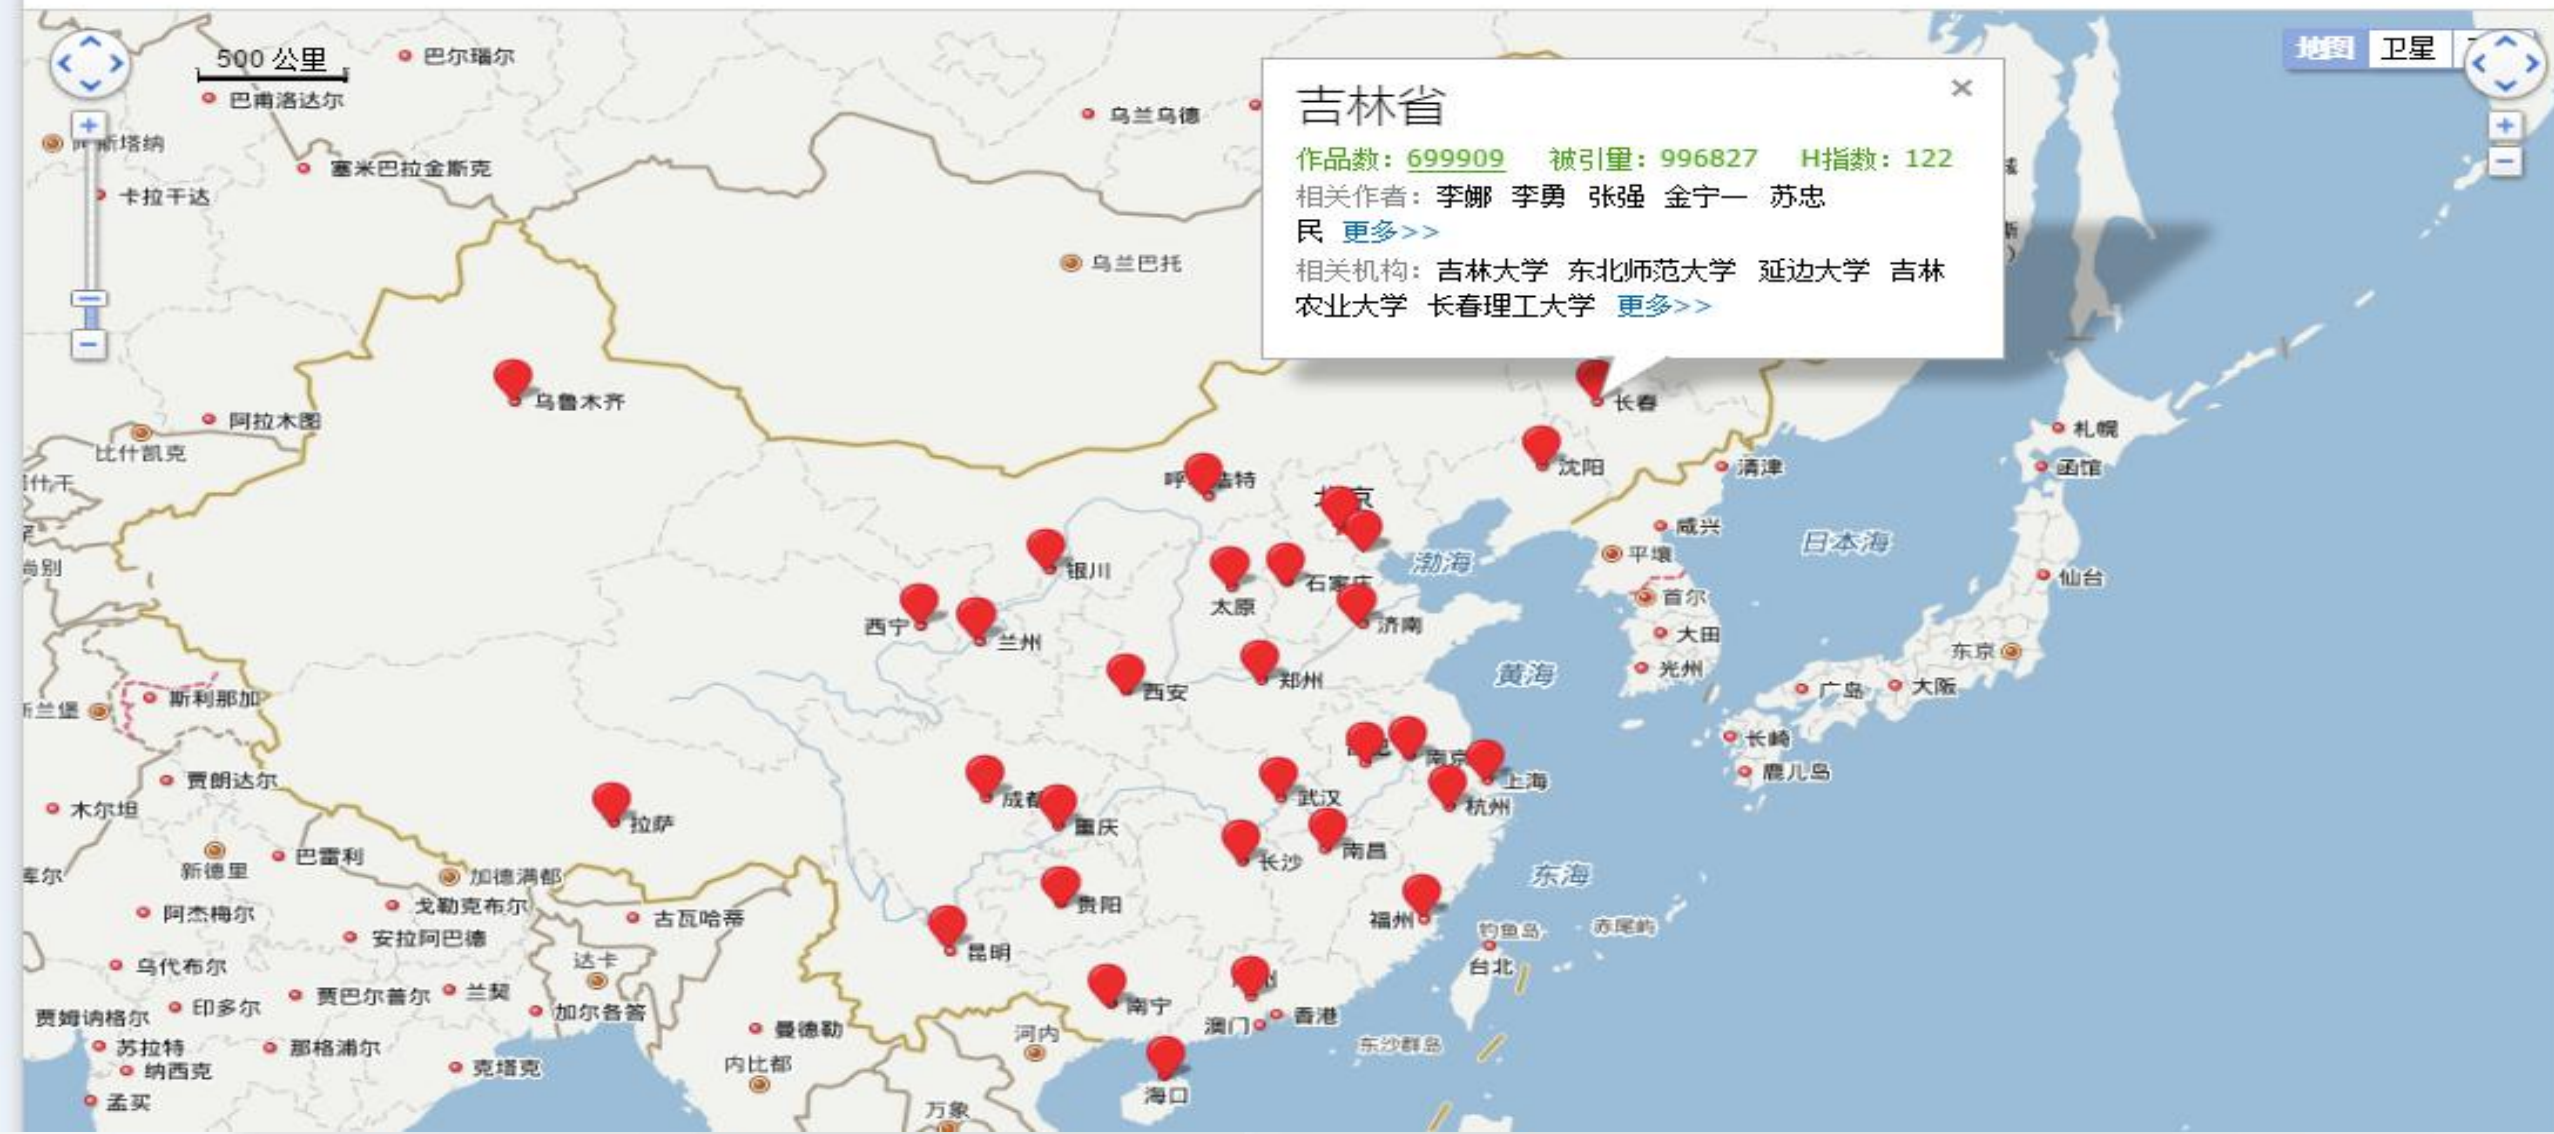 500 公里
巴尔瑙尔
巴甫洛达尔
塞米巴拉金斯克
卡拉干达
乌兰乌德
乌兰巴托
地图 卫星
吉林省 ×
作品数：699909 被引量：996827 H指数：122
相关作者：李娜 李勇 张强 金宁一 苏忠
民 更多>>
相关机构：吉林大学 东北师范大学 延边大学 吉林
农业大学 长春理工大学 更多>>
乌鲁木齐
阿拉木图
比什凯克
长春
沈阳
清津
札幌
函馆
咸兴
平壤
首尔
大田
光州
日本海
仙台
东京
广岛
大阪
长崎
鹿儿岛
渤海
黄海
东海
银川
西宁
兰州
太原
石家庄
济南
西安
郑州
斯利那加
贾朗达尔
木尔坦
新德里
巴雷利
加德满都
阿杰梅尔
戈勒克布尔
安拉阿巴德
古瓦哈蒂
乌代布尔
印多尔
贾巴尔普尔
兰契
达卡
加尔各答
贾姆讷格尔
苏拉特
那格浦尔
纳西克
克塔克
孟买
曼德勒
内比都
河内
万象
拉萨
成都
重庆
武汉
南京
上海
杭州
长沙
南昌
贵阳
昆明
福州
钓鱼岛
赤尾屿
台北
南宁
澳门
香港
东沙群岛
海口